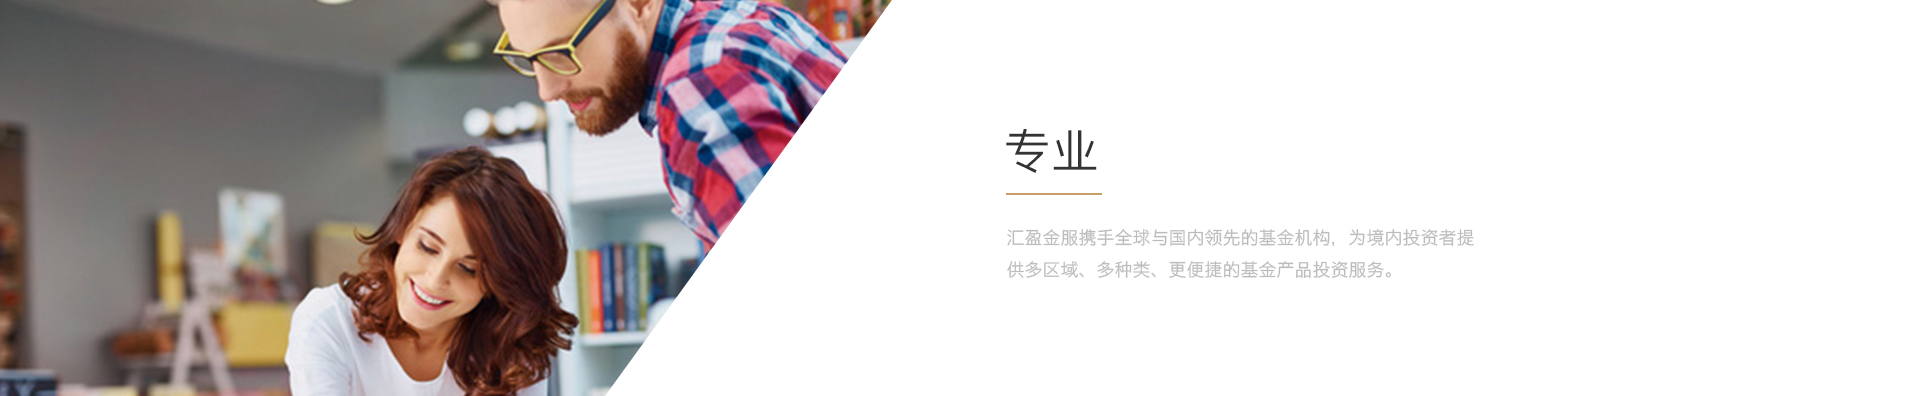 专业
汇盈金服携手全球与国内领先的基金机构，为境内投资者提
供多区域、多种类、更便捷的基金产品投资服务。